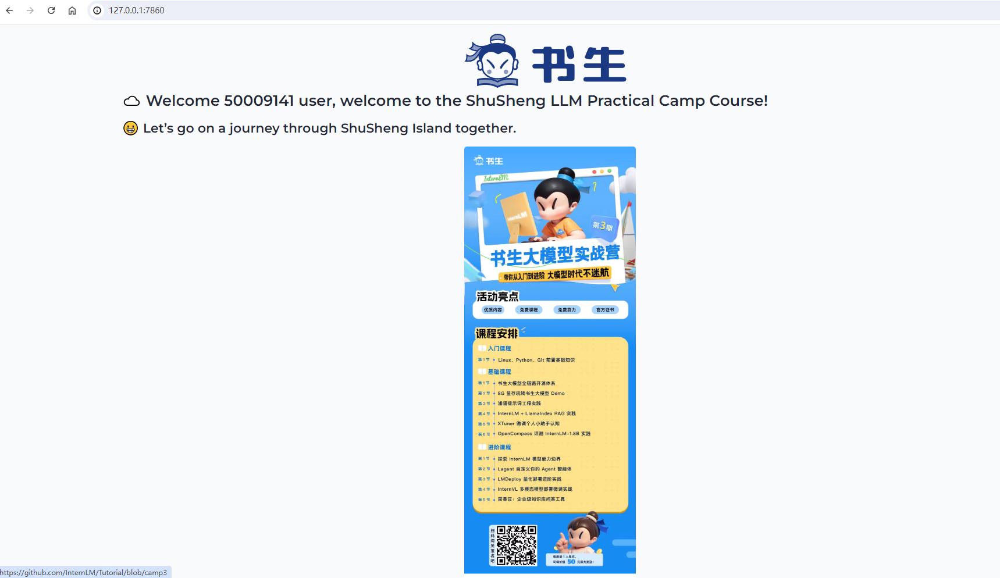 127.0.0.1:7860
书生
Welcome 50009141 user, welcome to the ShuSheng LLM Practical Camp Course!
Let’s go on a journey through ShuSheng Island together.
书生
InternLM
InternLM
第3期
书生大模型实战营
带你从入门到进阶 大模型时代不迷航
活动亮点
优质内容 免费课程 免费算力 官方证书
课程安排
入门课程
第1节 Linux、Python、Git 前置基础知识
基础课程
第1节 书生大模型全链路开源体系
第2节 8G 显存玩转书生大模型 Demo
第3节 浦语提示词工程实践
第4节 InternLM + LlamaIndex RAG 实践
第5节 XTuner 微调个人小助手认知
第6节 OpenCompass 评测 InternLM-1.8B 实践
进阶课程
第1节 探索 InternLM 模型能力边界
第2节 Lagent 自定义你的 Agent 智能体
第3节 LMDeploy 量化部署进阶实践
第4节 InternVL 多模态模型部署微调实践
第5节 茴香豆：企业级知识库问答工具
扫码闯关报名吧
每邀请1人报名，
可得价值 50 元算力奖励！
https://github.com/InternLM/Tutorial/blob/camp3